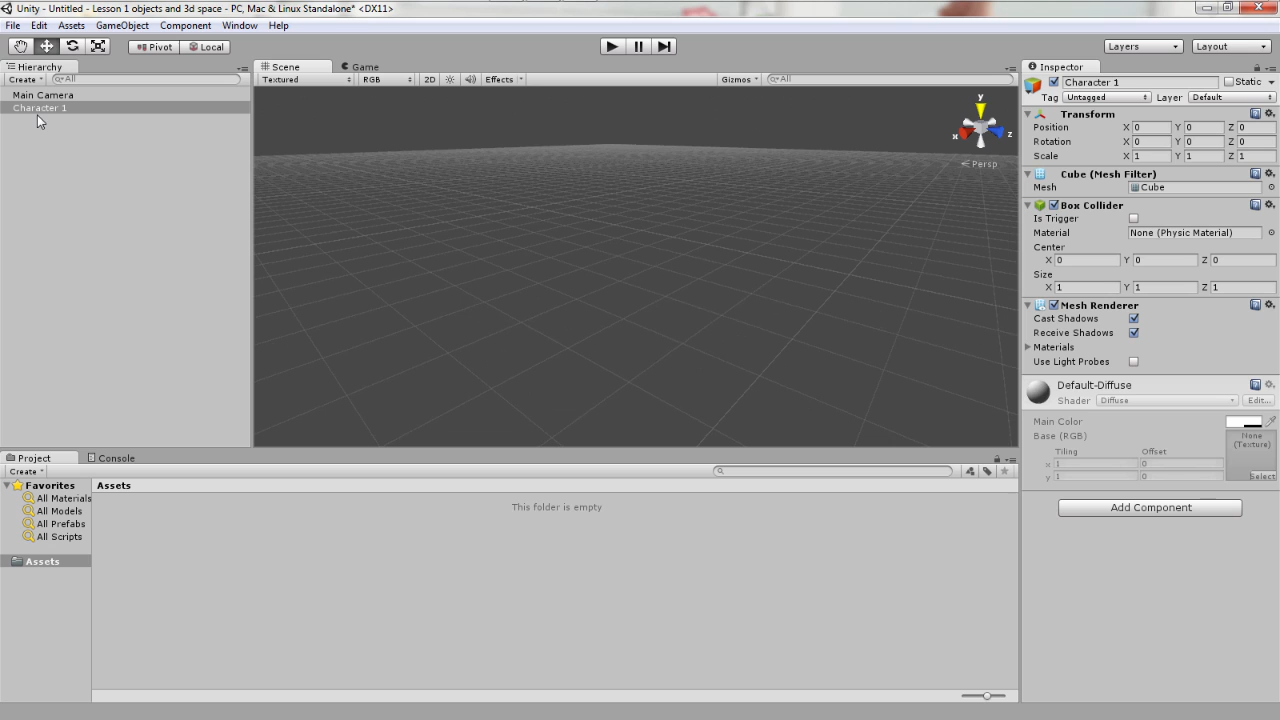 Unity - Untitled - Lesson 1 objects and 3d space - PC, Mac & Linux Standalone* <DX11>
File Edit Assets GameObject Component Window Help
Pivot Local Layers Layout
Hierarchy
Create All
Main Camera
Character 1
Scene Game
Textured RGB 2D Effects Gizmos All
y
x z
Persp
Inspector
Character 1 Static
Tag Untagged Layer Default
Transform
Position X 0 Y 0 Z 0
Rotation X 0 Y 0 Z 0
Scale X 1 Y 1 Z 1
Cube (Mesh Filter)
Mesh Cube
Box Collider
Is Trigger
Material None (Physic Material)
Center
X 0 Y 0 Z 0
Size
X 1 Y 1 Z 1
Mesh Renderer
Cast Shadows
Receive Shadows
Materials
Use Light Probes
Default-Diffuse
Shader Diffuse Edit...
Main Color
Base (RGB) None
(Texture)
Tiling Offset
x 1 0
y 1 0 Select
Add Component
Project Console
Create
Favorites
All Materials
All Models
All Prefabs
All Scripts
Assets
Assets
This folder is empty